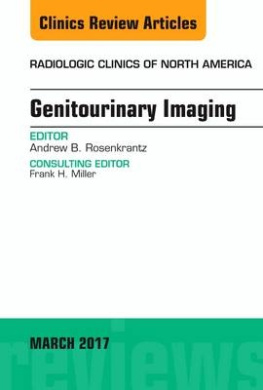 Clinics Review Articles
RADIOLOGIC CLINICS OF NORTH AMERICA
Genitourinary Imaging
EDITOR
Andrew B. Rosenkrantz
CONSULTING EDITOR
Frank H. Miller
MARCH 2017
reviews